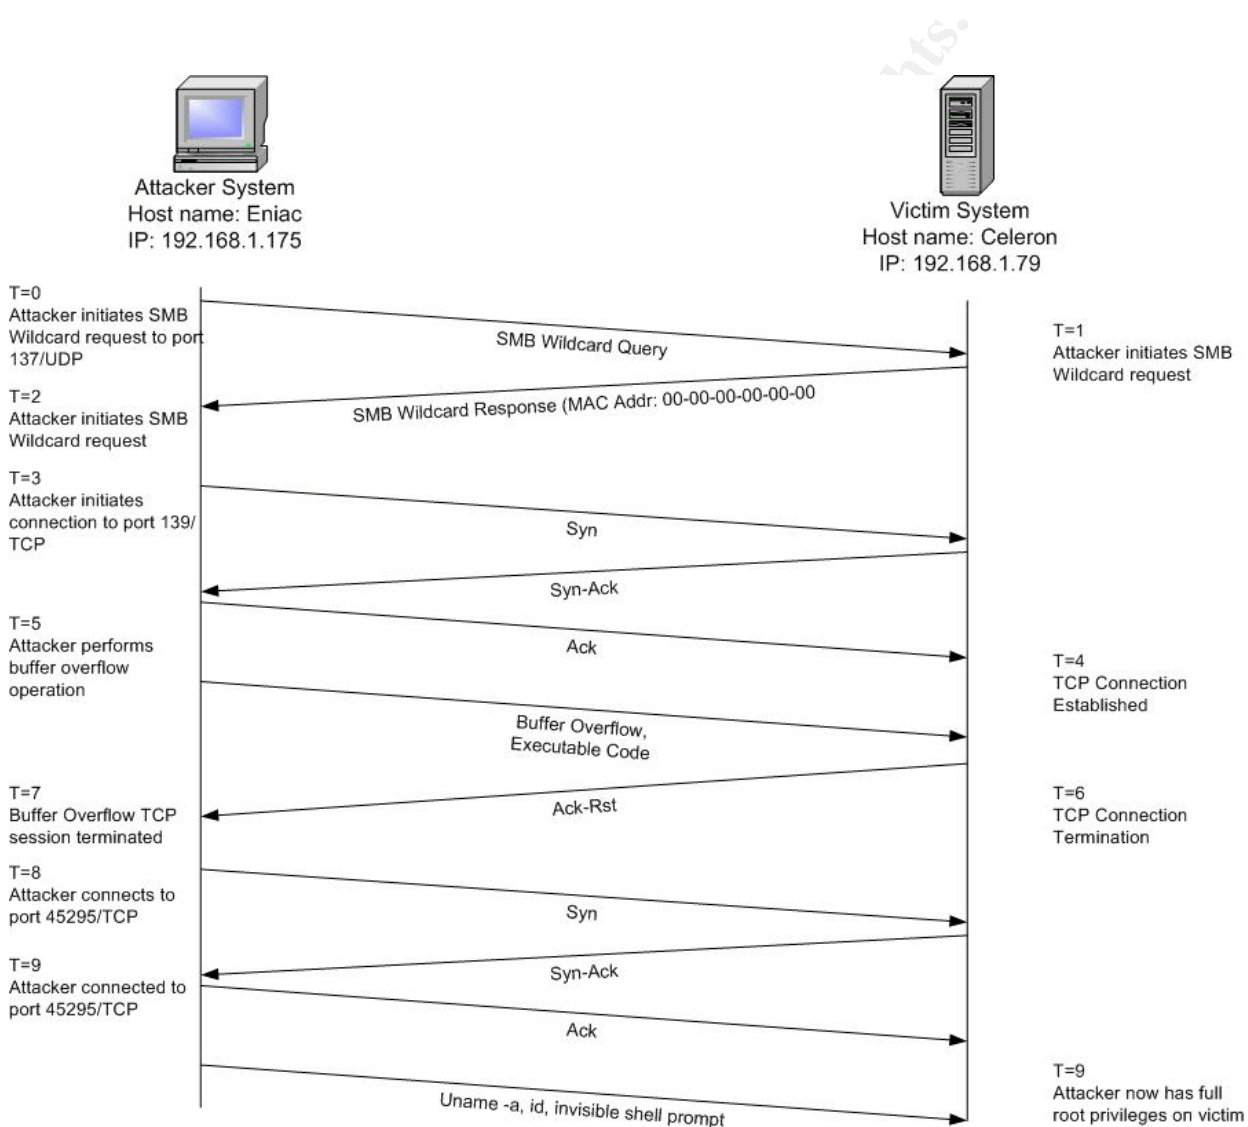 Attacker System
Host name: Eniac
IP: 192.168.1.175
Victim System
Host name: Celeron
IP: 192.168.1.79
T=0
Attacker initiates SMB
Wildcard request to port
137/UDP
SMB Wildcard Query
T=1
Attacker initiates SMB
Wildcard request
T=2
Attacker initiates SMB
Wildcard request
SMB Wildcard Response (MAC Addr: 00-00-00-00-00-00
T=3
Attacker initiates
connection to port 139/
TCP
Syn
Syn-Ack
T=5
Attacker performs
buffer overflow
operation
Ack
T=4
TCP Connection
Established
Buffer Overflow,
Executable Code
T=7
Buffer Overflow TCP
session terminated
Ack-Rst
T=6
TCP Connection
Termination
T=8
Attacker connects to
port 45295/TCP
Syn
T=9
Attacker connected to
port 45295/TCP
Syn-Ack
Ack
T=9
Attacker now has full
root privileges on victim
Uname -a, id, invisible shell prompt